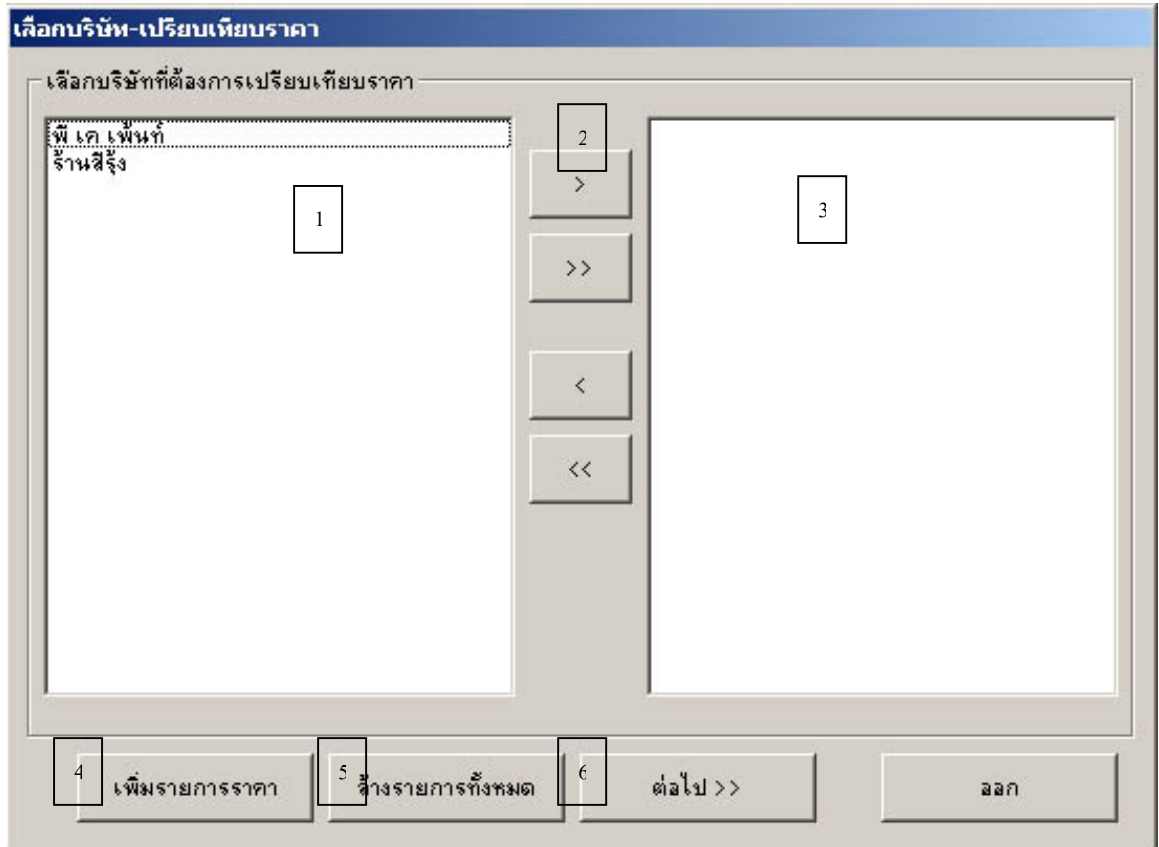 เลือกบริษัท-เปรียบเทียบราคา
เลือกบริษัทที่ต้องการเปรียบเทียบราคา
พี เค เพ้นท์
ร้านสีรุ้ง
1
2
>
>>
<
<<
3
4 เพิ่มรายการราคา
5 ล้างรายการทั้งหมด
6 ต่อไป >>
ออก